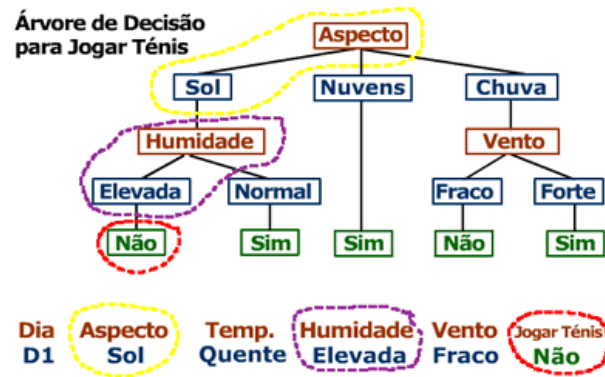 Árvore de Decisão
para Jogar Ténis
Aspecto
Sol Nuvens Chuva
Humidade Vento
Elevada Normal Fraco Forte
Não Sim Sim Não Sim
Dia Aspecto Temp. Humidade Vento Jogar Ténis
D1 Sol Quente Elevada Fraco Não